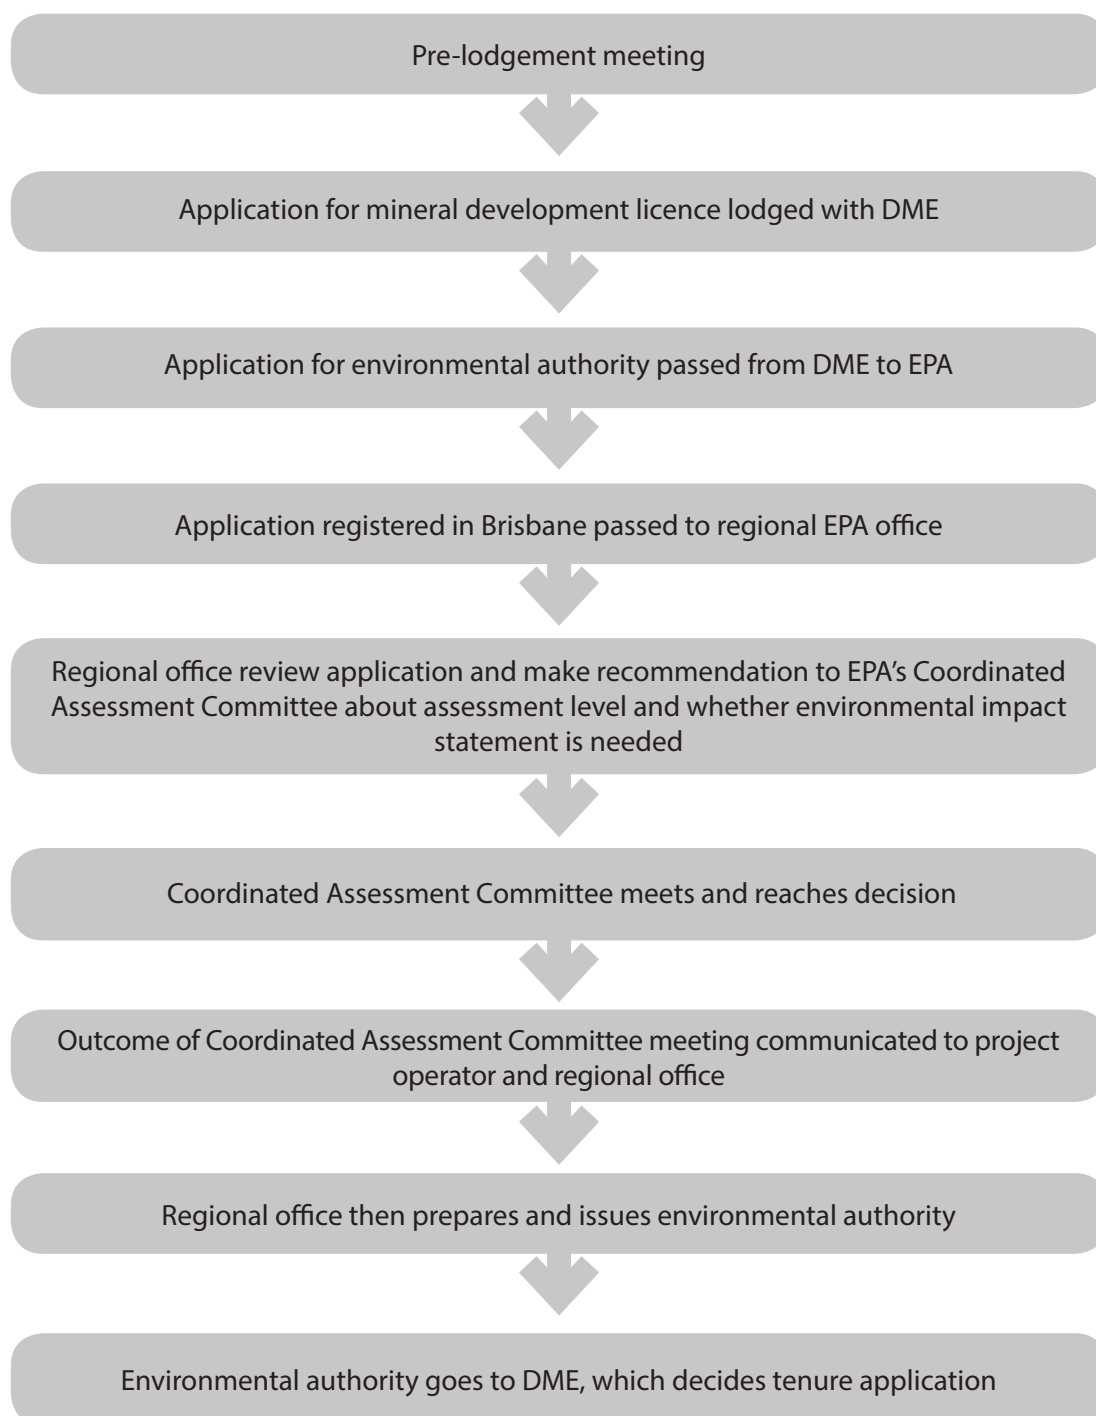 Pre-lodgement meeting
Application for mineral development licence lodged with DME
Application for environmental authority passed from DME to EPA
Application registered in Brisbane passed to regional EPA office
Regional office review application and make recommendation to EPA’s Coordinated
Assessment Committee about assessment level and whether environmental impact
statement is needed
Coordinated Assessment Committee meets and reaches decision
Outcome of Coordinated Assessment Committee meeting communicated to project
operator and regional office
Regional office then prepares and issues environmental authority
Environmental authority goes to DME, which decides tenure application